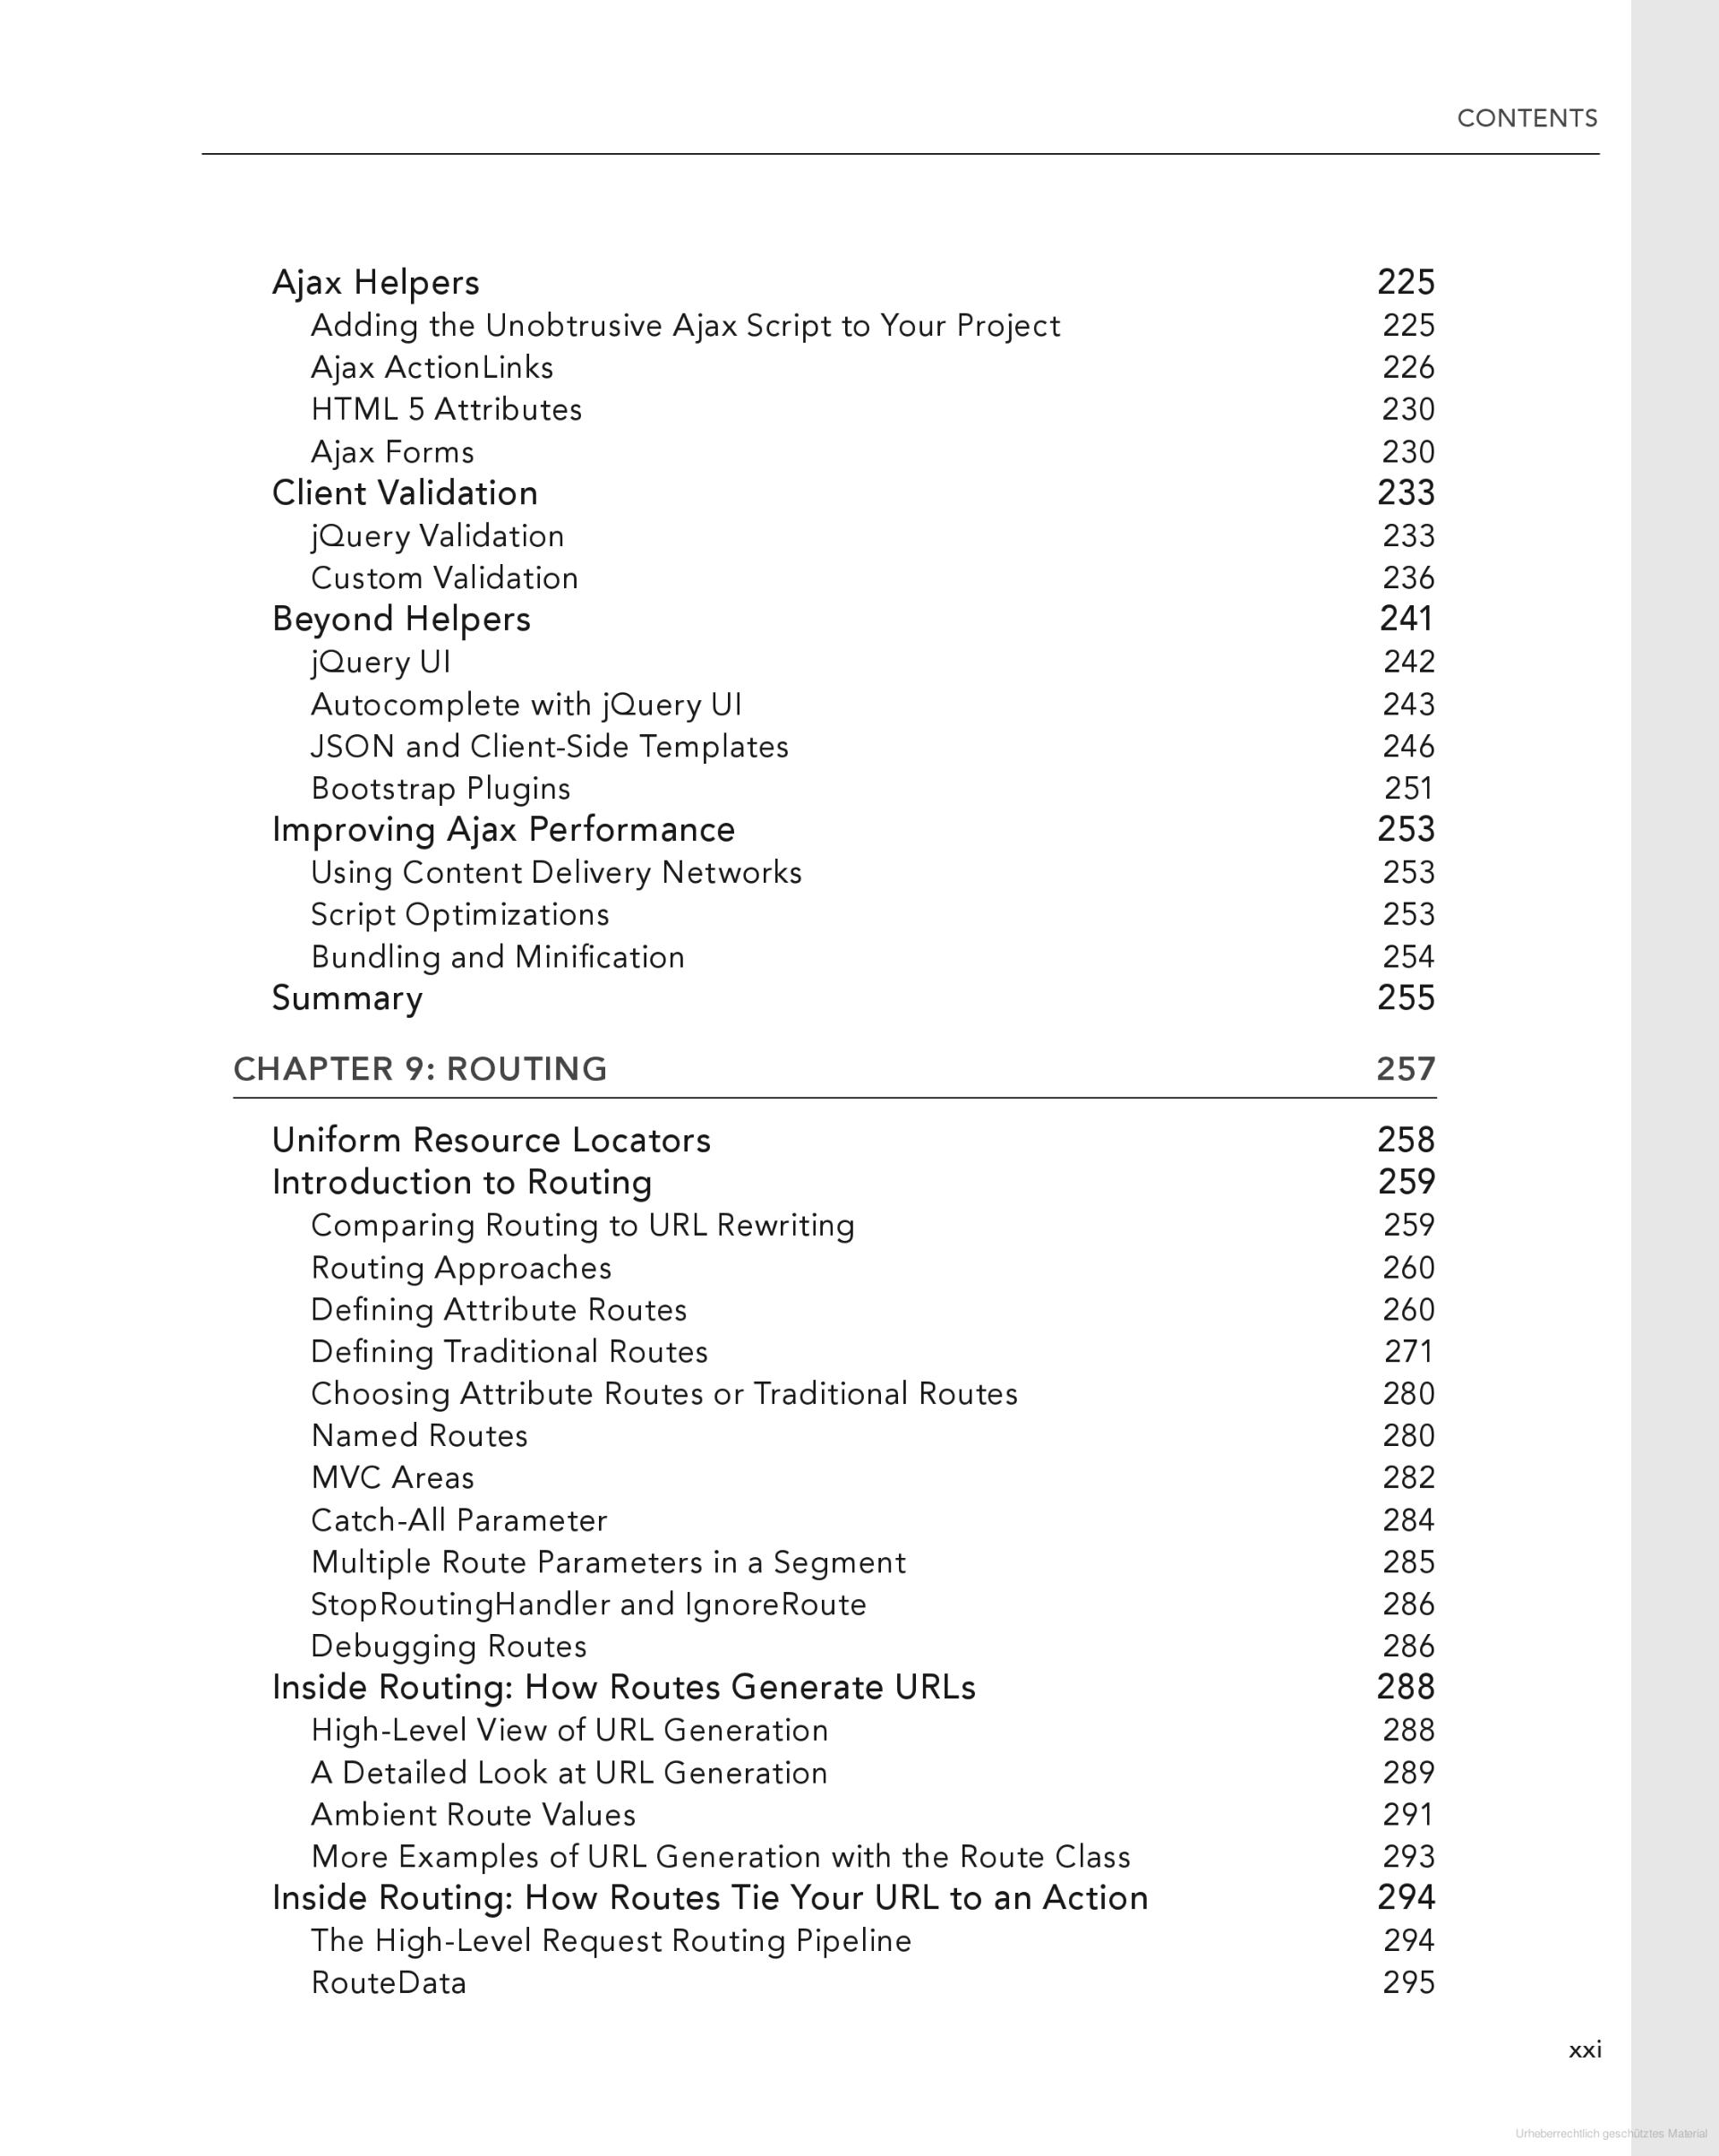 CONTENTS
Ajax Helpers 225
Adding the Unobtrusive Ajax Script to Your Project 225
Ajax ActionLinks 226
HTML 5 Attributes 230
Ajax Forms 230
Client Validation 233
jQuery Validation 233
Custom Validation 236
Beyond Helpers 241
jQuery UI 242
Autocomplete with jQuery UI 243
JSON and Client-Side Templates 246
Bootstrap Plugins 251
Improving Ajax Performance 253
Using Content Delivery Networks 253
Script Optimizations 253
Bundling and Minification 254
Summary 255
CHAPTER 9: ROUTING 257
Uniform Resource Locators 258
Introduction to Routing 259
Comparing Routing to URL Rewriting 259
Routing Approaches 260
Defining Attribute Routes 260
Defining Traditional Routes 271
Choosing Attribute Routes or Traditional Routes 280
Named Routes 280
MVC Areas 282
Catch-All Parameter 284
Multiple Route Parameters in a Segment 285
StopRoutingHandler and IgnoreRoute 286
Debugging Routes 286
Inside Routing: How Routes Generate URLs 288
High-Level View of URL Generation 288
A Detailed Look at URL Generation 289
Ambient Route Values 291
More Examples of URL Generation with the Route Class 293
Inside Routing: How Routes Tie Your URL to an Action 294
The High-Level Request Routing Pipeline 294
RouteData 295
xxi
Urheberrechtlich geschütztes Material